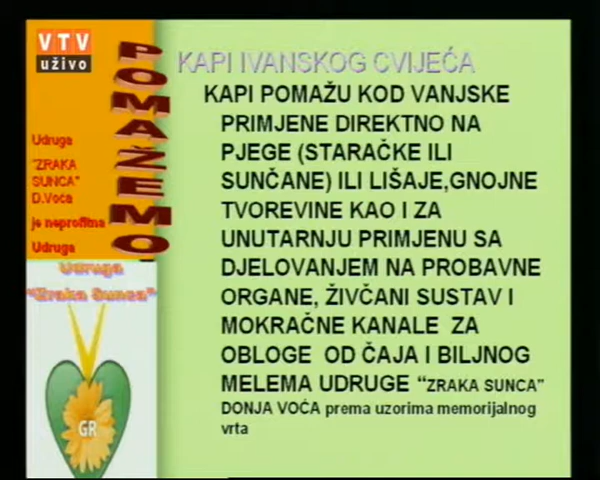 VTV
uživo
POMAŽEMO
Udruga
"ZRAKA
SUNCA"
D.Voća
je neprofitna
Udruga
Udruga
"Zraka Sunca"
GR
KAPI IVANSKOG CVIJEĆA
KAPI POMAŽU KOD VANJSKE
PRIMJENE DIREKTNO NA
PJEGE (STARAČKE ILI
SUNČANE) ILI LIŠAJE,GNOJNE
TVOREVINE KAO I ZA
UNUTARNJU PRIMJENU SA
DJELOVANJEM NA PROBAVNE
ORGANE, ŽIVČANI SUSTAV I
MOKRAČNE KANALE ZA
OBLOGE OD ČAJA I BILJNOG
MELEMA UDRUGE "ZRAKA SUNCA"
DONJA VOĆA prema uzorima memorijalnog
vrta